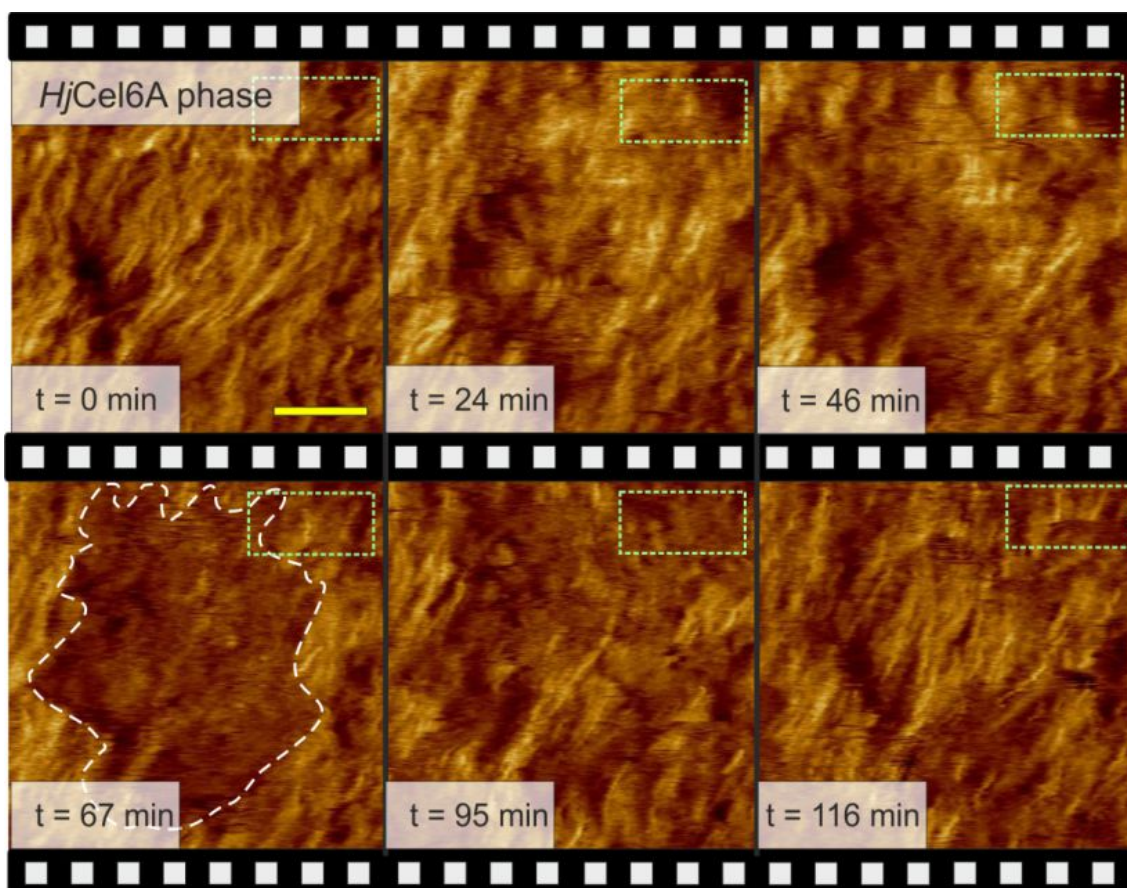 HjCel6A phase
t = 0 min
t = 24 min
t = 46 min
t = 67 min
t = 95 min
t = 116 min